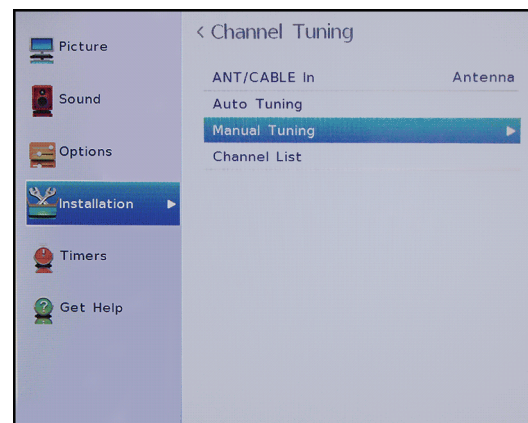 Picture
Sound
Options
Installation
Timers
Get Help
< Channel Tuning
ANT/CABLE In Antenna
Auto Tuning
Manual Tuning
Channel List